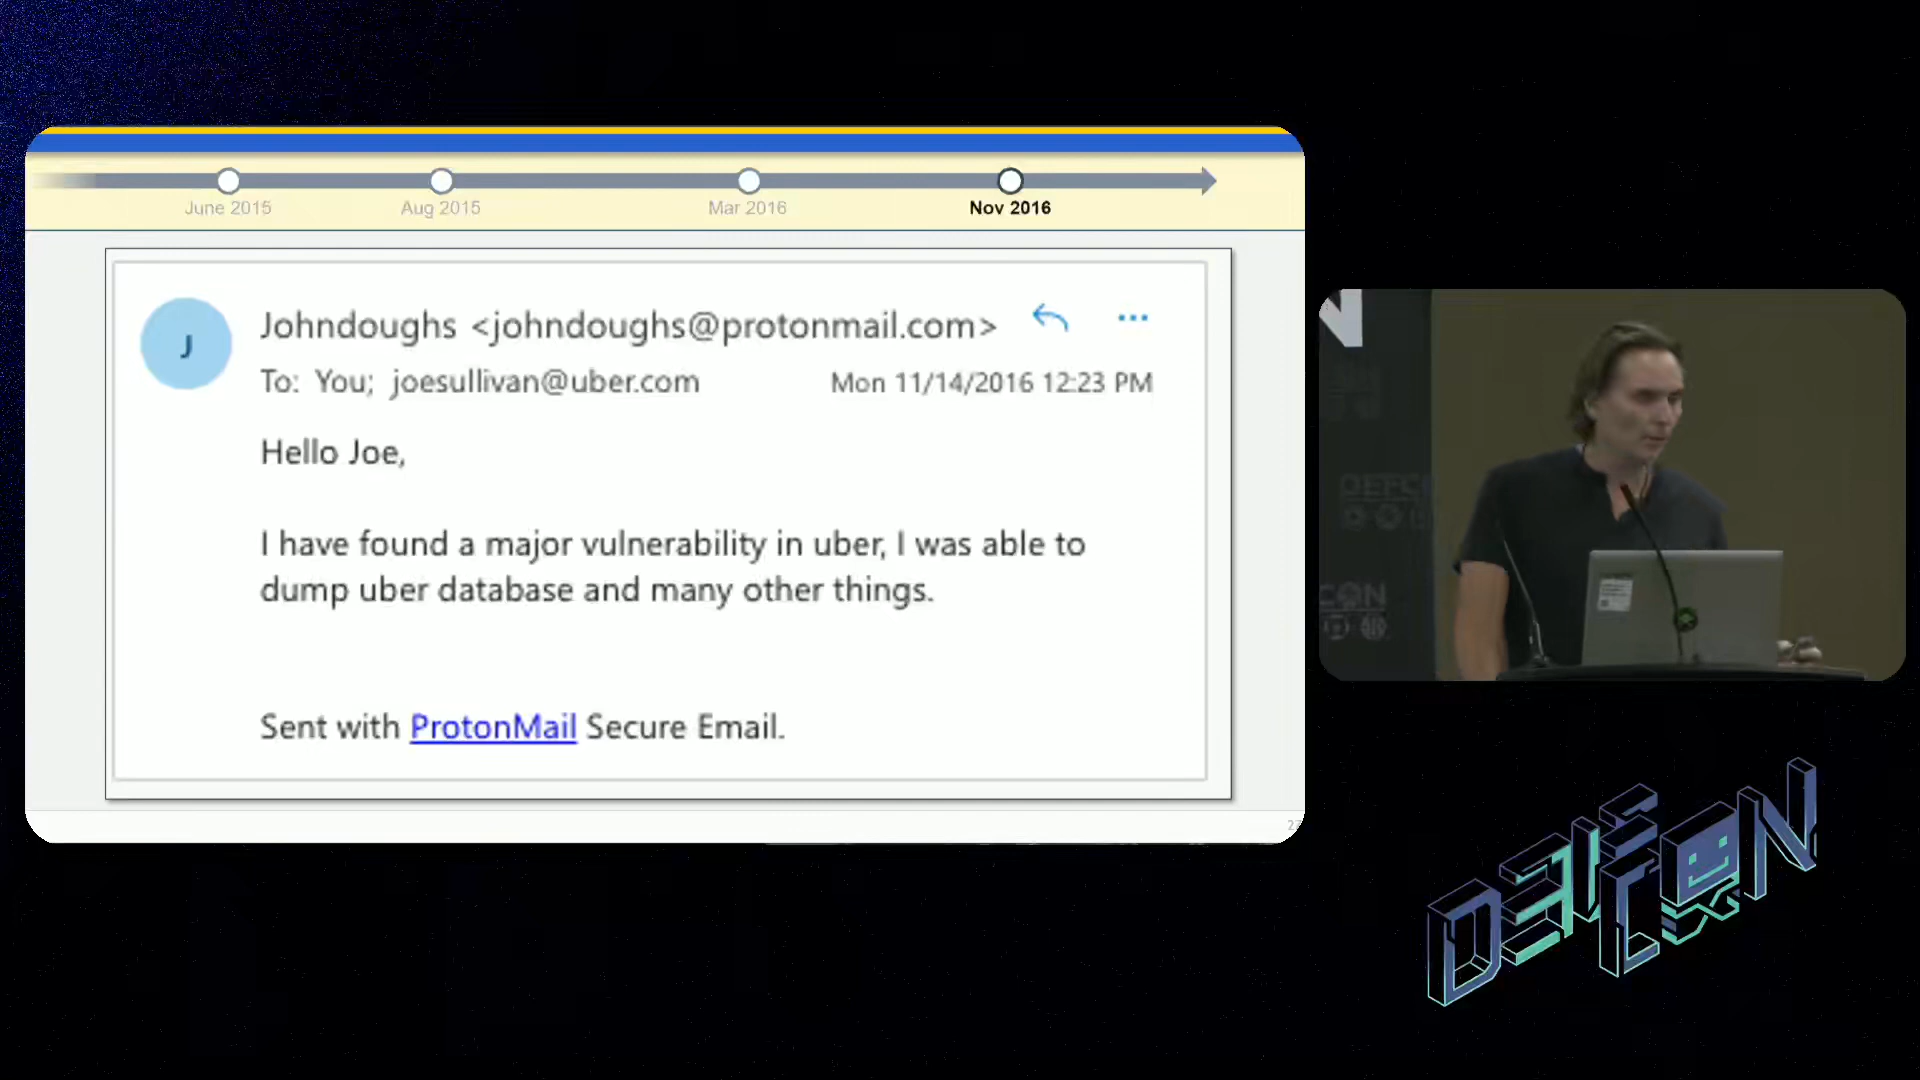 June 2015
Aug 2015
Mar 2016
Nov 2016
J
Johndoughs <johndoughs@protonmail.com>
To: You; joesullivan@uber.com
Mon 11/14/2016 12:23 PM
Hello Joe,
I have found a major vulnerability in uber, I was able to
dump uber database and many other things.
Sent with ProtonMail Secure Email.
DEFCON